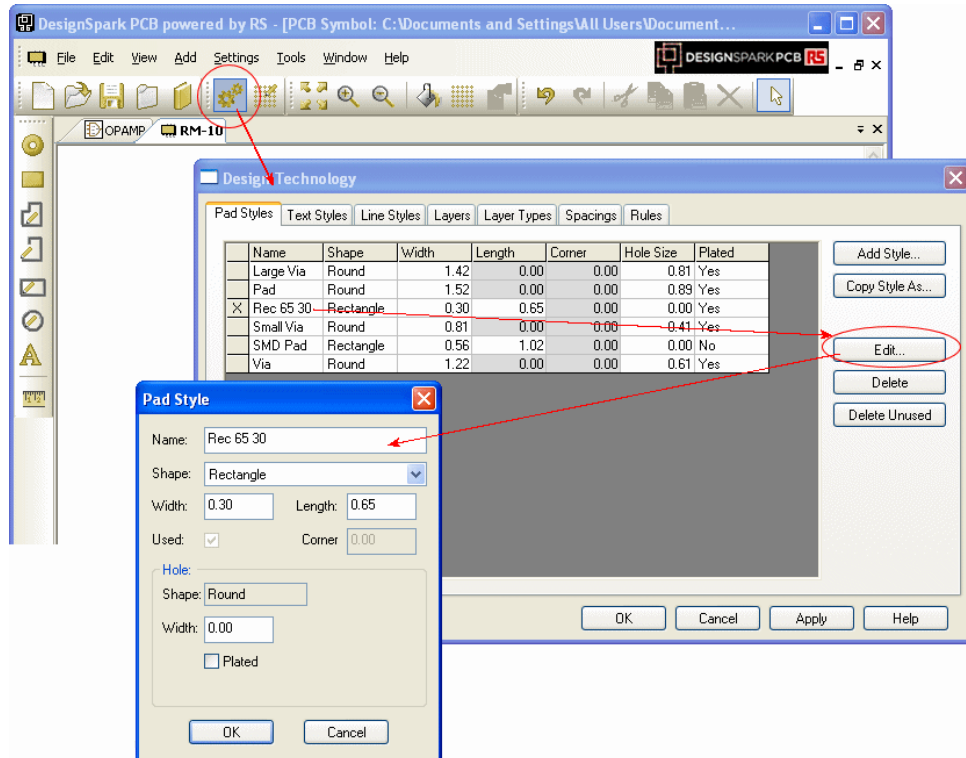 DesignSpark PCB powered by RS - [PCB Symbol: C:\Documents and Settings\All Users\Document...
File Edit View Add Settings Tools Window Help
DESIGNSPARK PCB RS
OPAMP RM-10
Design Technology
Pad Styles Text Styles Line Styles Layers Layer Types Spacings Rules
Name Shape Width Length Corner Hole Size Plated
Large Via Round 1.42 0.00 0.00 0.81 Yes
Pad Round 1.52 0.00 0.00 0.89 Yes
X Rec 65 30 Rectangle 0.30 0.65 0.00 0.00 Yes
Small Via Round 0.81 0.00 0.00 0.41 Yes
SMD Pad Rectangle 0.56 1.02 0.00 0.00 No
Via Round 1.22 0.00 0.00 0.61 Yes
Add Style...
Copy Style As...
Edit...
Delete
Delete Unused
OK Cancel Apply Help
Pad Style
Name: Rec 65 30
Shape: Rectangle
Width: 0.30 Length: 0.65
Used: Corner 0.00
Hole:
Shape: Round
Width: 0.00
Plated
OK Cancel